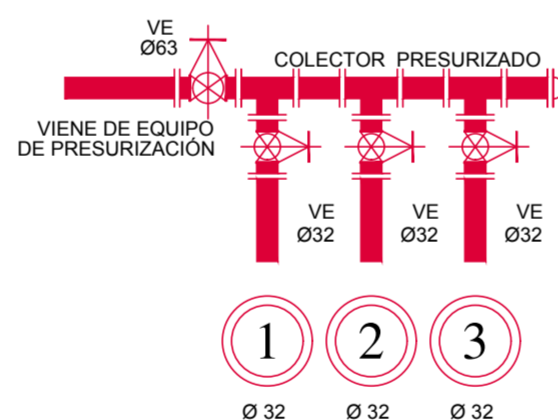 VE
Ø63
COLECTOR PRESURIZADO
VIENE DE EQUIPO
DE PRESURIZACIÓN
VE VE VE
Ø32 Ø32 Ø32
1 2 3
Ø 32 Ø 32 Ø 32